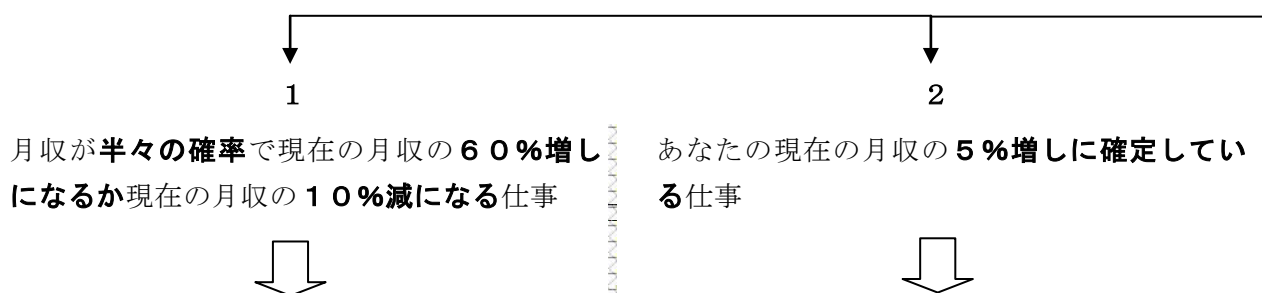 1
2
月収が半々の確率で現在の月収の60%増し
になるか現在の月収の10%減になる仕事
あなたの現在の月収の5%増しに確定してい
る仕事